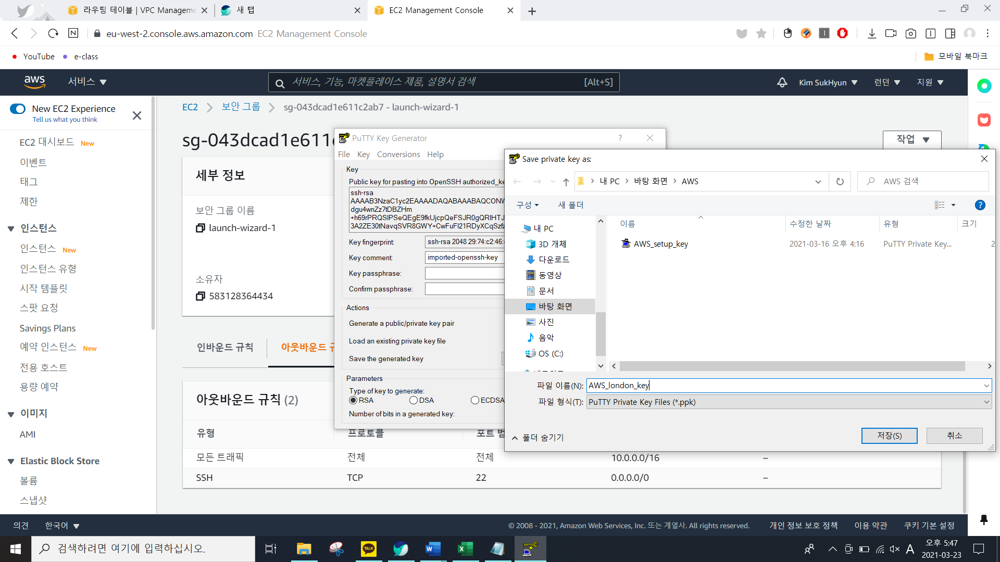 라우팅 테이블 | VPC Manageme
새 탭
EC2 Management Console
eu-west-2.console.aws.amazon.com EC2 Management Console
YouTube
e-class
모바일 북마크
aws
서비스
서비스, 기능, 마켓플레이스 제품, 설명서 검색
[Alt+S]
Kim SukHyun
런던
지원
New EC2 Experience
Tell us what you think
EC2 대시보드 New
이벤트
태그
제한
인스턴스
인스턴스 New
인스턴스 유형
시작 템플릿
스팟 요청
Savings Plans
예약 인스턴스 New
전용 호스트
용량 예약
이미지
AMI
Elastic Block Store
볼륨
스냅샷
EC2
보안 그룹
sg-043dcad1e611c2ab7 - launch-wizard-1
sg-043dcad1e611
작업
세부 정보
보안 그룹 이름
launch-wizard-1
소유자
583128364434
인바운드 규칙
아웃바운드
아웃바운드 규칙 (2)
유형
프로토콜
포트 범
모든 트래픽
전체
전체
10.0.0.0/16
–
SSH
TCP
22
0.0.0.0/0
–
PuTTY Key Generator
?
File
Key
Conversions
Help
Key
Public key for pasting into OpenSSH authorized_ke
ssh-rsa
AAAAB3NzaC1yc2EAAAADAQABAAABAQCONW
dgu4wnZz7tDBZHm
+h69rPRQSIPSeQEgE9fkUjcpQeFSJR0gQRIHTJ
3A2ZE30tNavqSVR8GWY+CwFuFI21RDyXCqSzfz
Key fingerprint:
ssh-rsa 2048 29:74:c2:46:
Key comment:
imported-openssh-key
Key passphrase:
Confirm passphrase:
Actions
Generate a public/private key pair
Load an existing private key file
Save the generated key
Parameters
Type of key to generate:
RSA
DSA
ECDSA
Number of bits in a generated key:
Save private key as:
내 PC
바탕 화면
AWS
AWS 검색
구성
새 폴더
내 PC
3D 개체
다운로드
동영상
문서
바탕 화면
사진
음악
OS (C:)
이름
수정한 날짜
유형
크기
AWS_setup_key
2021-03-16 오후 4:16
PuTTY Private Key...
2
파일 이름(N):
AWS_london_key
파일 형식(T):
PuTTY Private Key Files (*.ppk)
폴더 숨기기
저장(S)
취소
의견
한국어
© 2008 - 2021, Amazon Web Services, Inc. 또는 계열사. All rights reserved.
개인 정보 보호 정책
이용 약관
쿠키 기본 설정
검색하려면 여기에 입력하십시오.
TALK
A
오후 5:47
2021-03-23